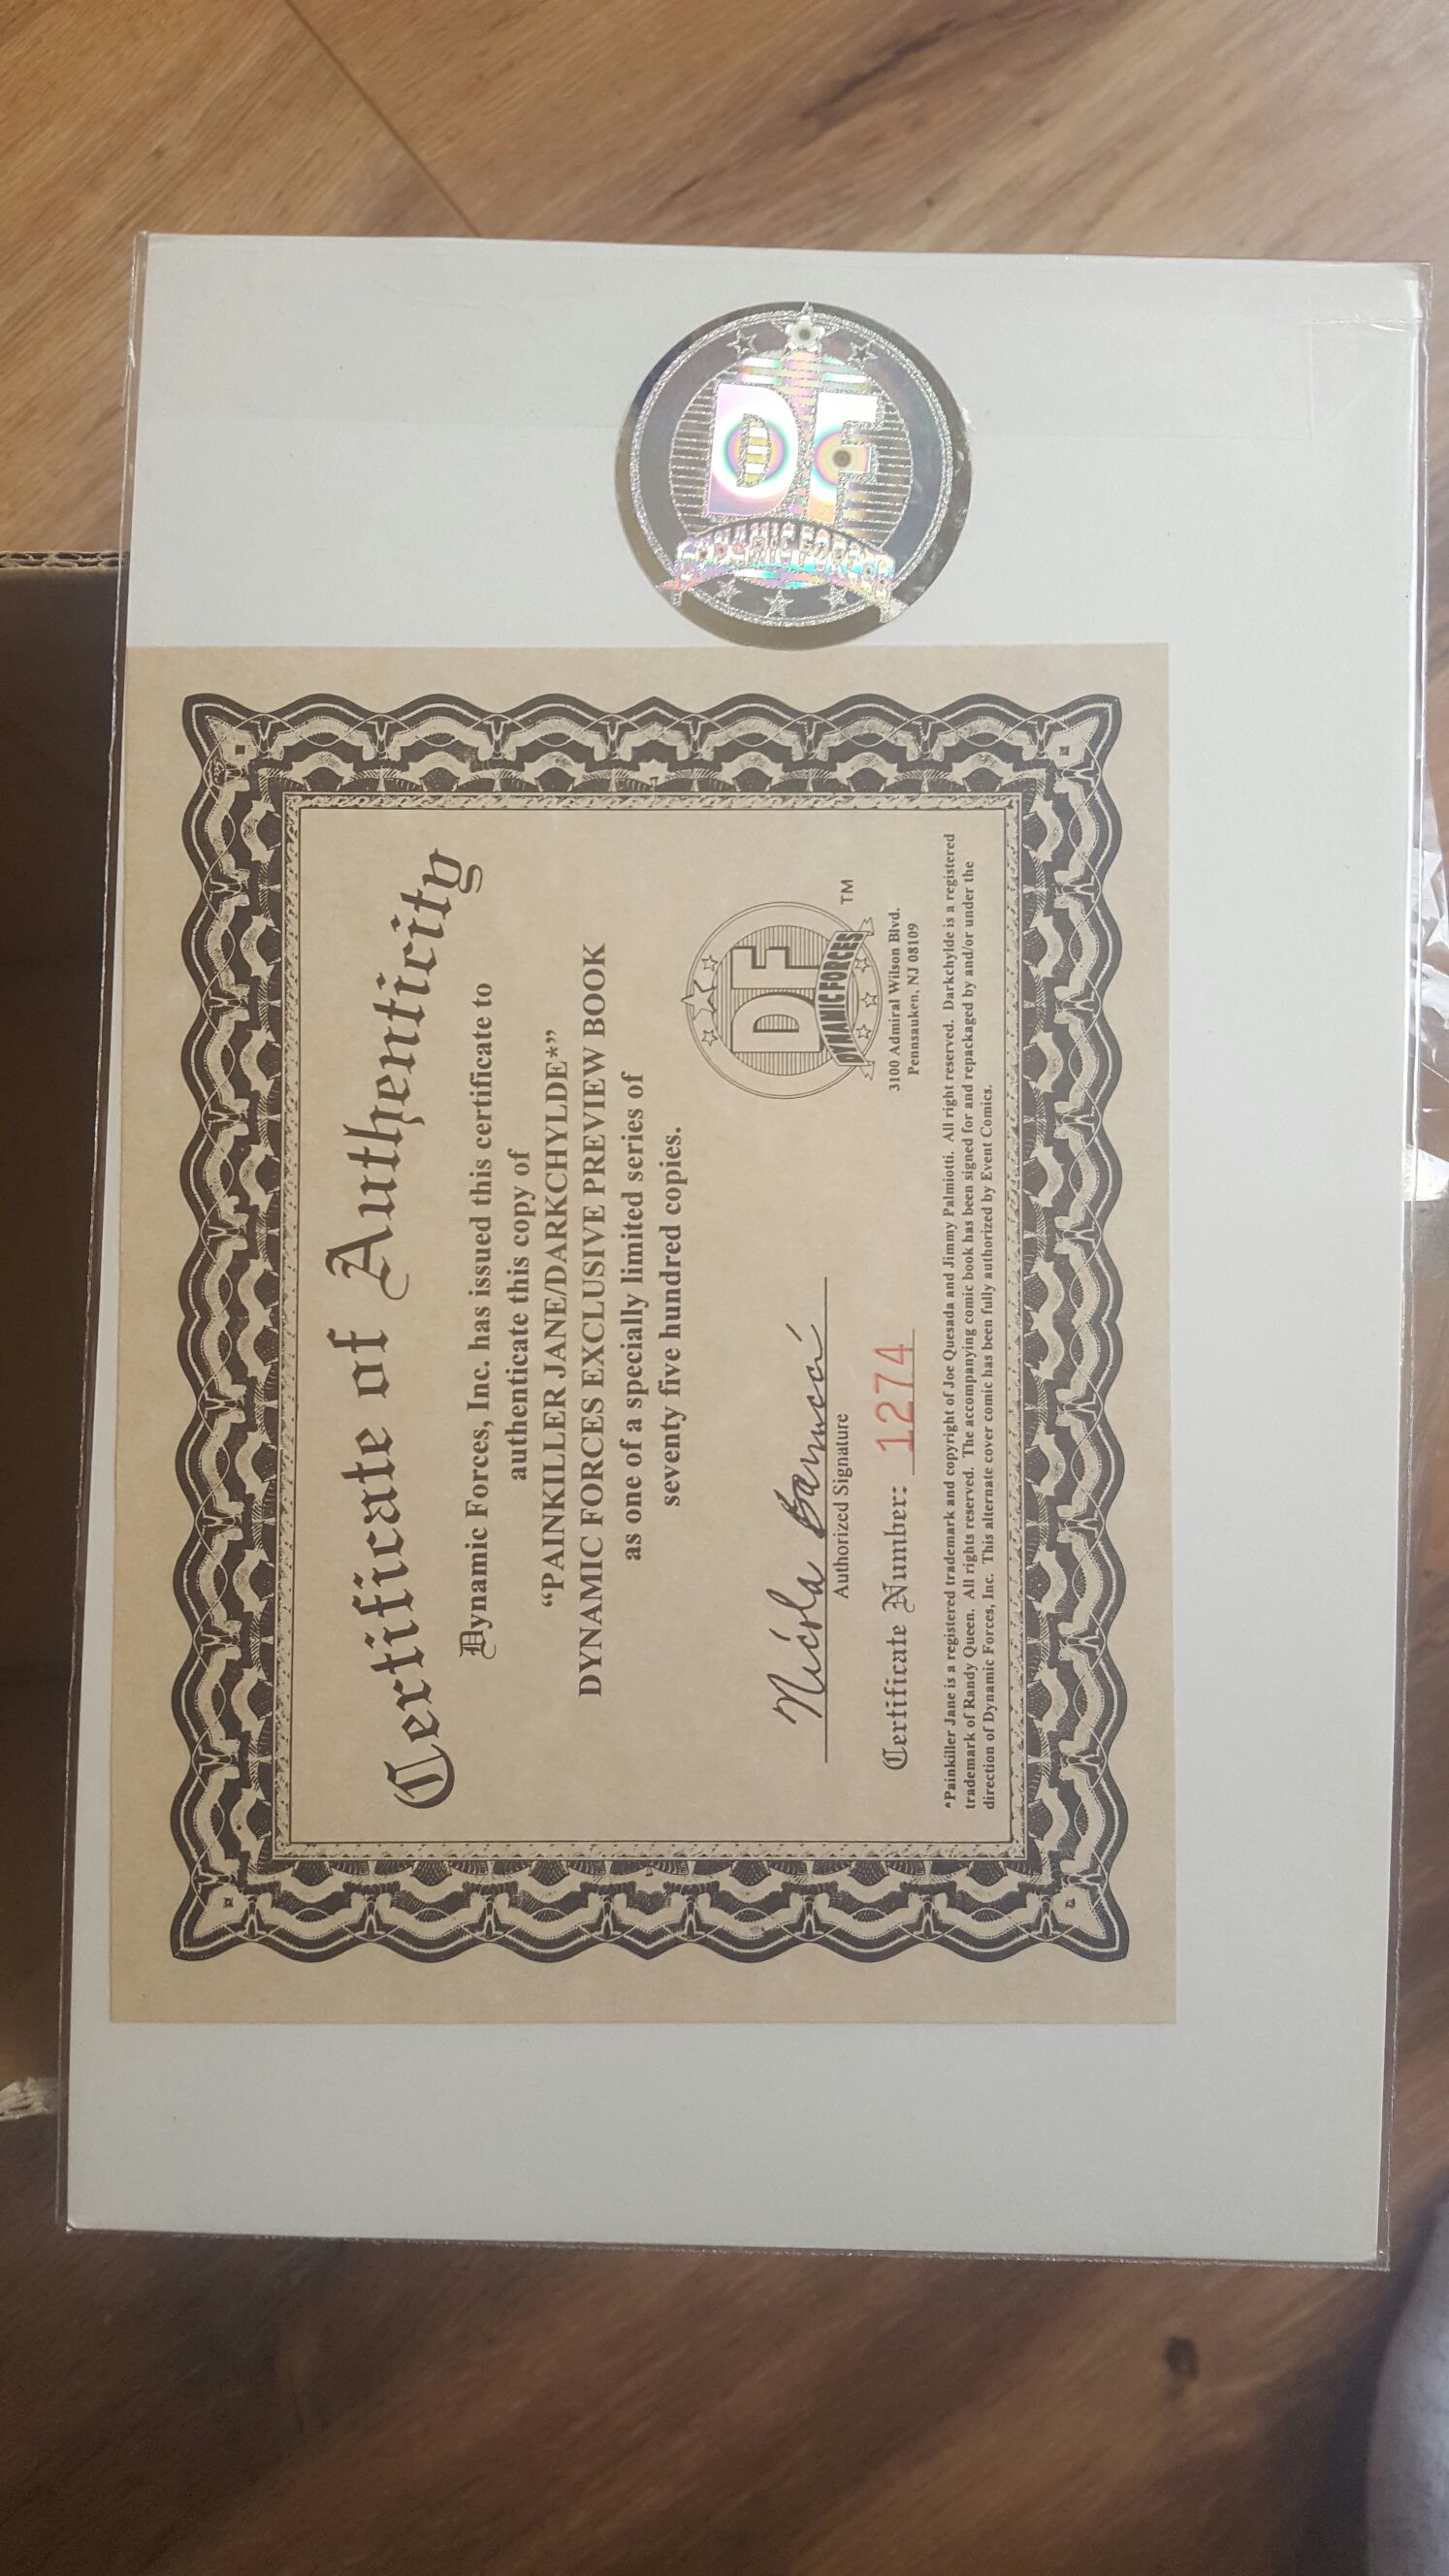 DF
DYNAMIC FORCES
Certificate of Authenticity
Dynamic Forces, Inc. has issued this certificate to
authenticate this copy of
“PAINKILLER JANE/DARKCHYLDE*”
DYNAMIC FORCES EXCLUSIVE PREVIEW BOOK
as one of a specially limited series of
seventy five hundred copies.
Nicola Barrucci
Authorized Signature
Certificate Number: 1274
DF
DYNAMIC FORCES
TM
3100 Admiral Wilson Blvd.
Pennsauken, NJ 08109
*Painkiller Jane is a registered trademark and copyright of Joe Quesada and Jimmy Palmiotti. All right reserved. Darkchylde is a registered
trademark of Randy Queen. All rights reserved. The accompanying comic book has been signed for and repackaged by and/or under the
direction of Dynamic Forces, Inc. This alternate cover comic has been fully authorized by Event Comics.